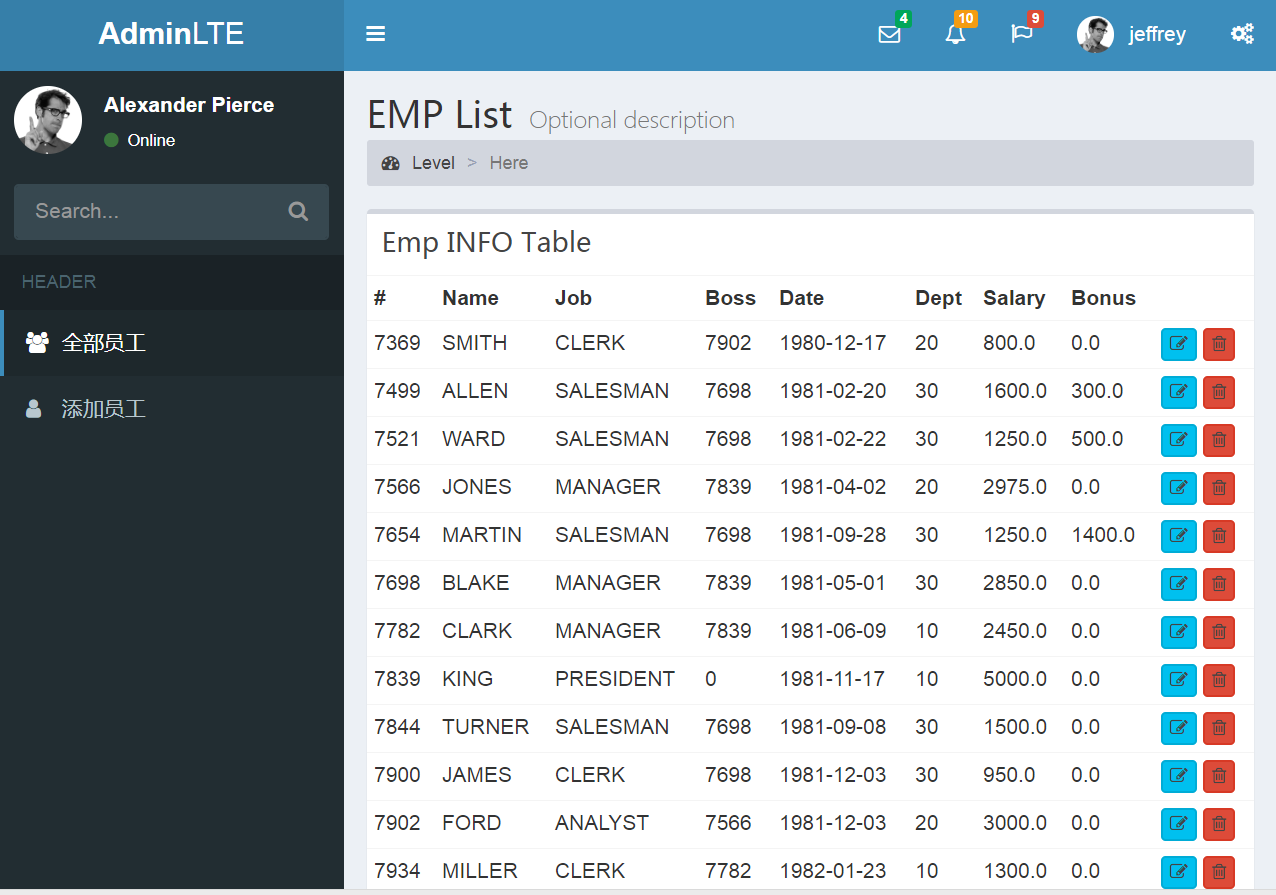 AdminLTE
4 10 9 jeffrey
Alexander Pierce
Online
Search...
HEADER
全部员工
添加员工
EMP List Optional description
Level > Here
Emp INFO Table
# Name Job Boss Date Dept Salary Bonus
7369 SMITH CLERK 7902 1980-12-17 20 800.0 0.0
7499 ALLEN SALESMAN 7698 1981-02-20 30 1600.0 300.0
7521 WARD SALESMAN 7698 1981-02-22 30 1250.0 500.0
7566 JONES MANAGER 7839 1981-04-02 20 2975.0 0.0
7654 MARTIN SALESMAN 7698 1981-09-28 30 1250.0 1400.0
7698 BLAKE MANAGER 7839 1981-05-01 30 2850.0 0.0
7782 CLARK MANAGER 7839 1981-06-09 10 2450.0 0.0
7839 KING PRESIDENT 0 1981-11-17 10 5000.0 0.0
7844 TURNER SALESMAN 7698 1981-09-08 30 1500.0 0.0
7900 JAMES CLERK 7698 1981-12-03 30 950.0 0.0
7902 FORD ANALYST 7566 1981-12-03 20 3000.0 0.0
7934 MILLER CLERK 7782 1982-01-23 10 1300.0 0.0